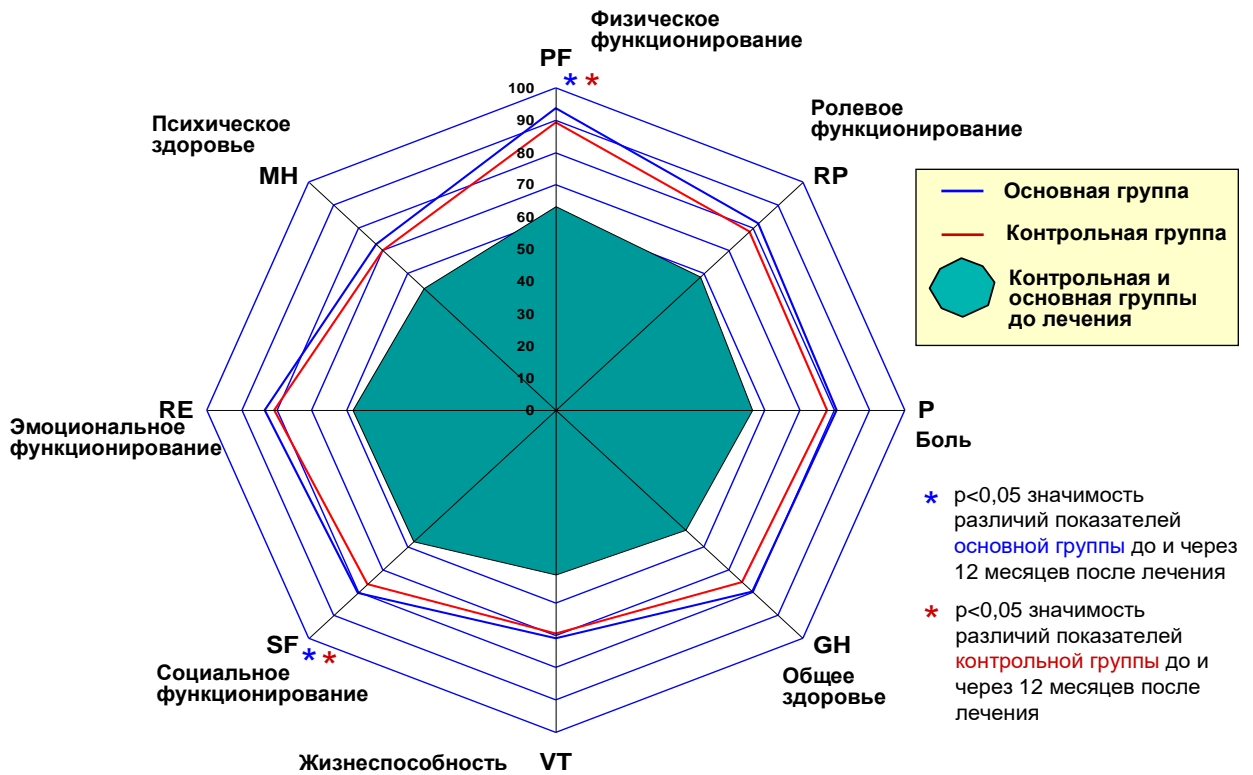 Физическое
функционирование
PF
* *
Ролевое
функционирование
RP
Психическое
здоровье
MH
100
90
80
70
60
50
40
30
20
10
0
Основная группа
Контрольная группа
Контрольная и
основная группы
до лечения
RE
Эмоциональное
функционирование
P
Боль
SF
* *
Социальное
функционирование
GH
Общее
здоровье
Жизнеспособность
VT
* p<0,05 значимость
различий показателей
основной группы до и через
12 месяцев после лечения
* p<0,05 значимость
различий показателей
контрольной группы до и
через 12 месяцев после
лечения